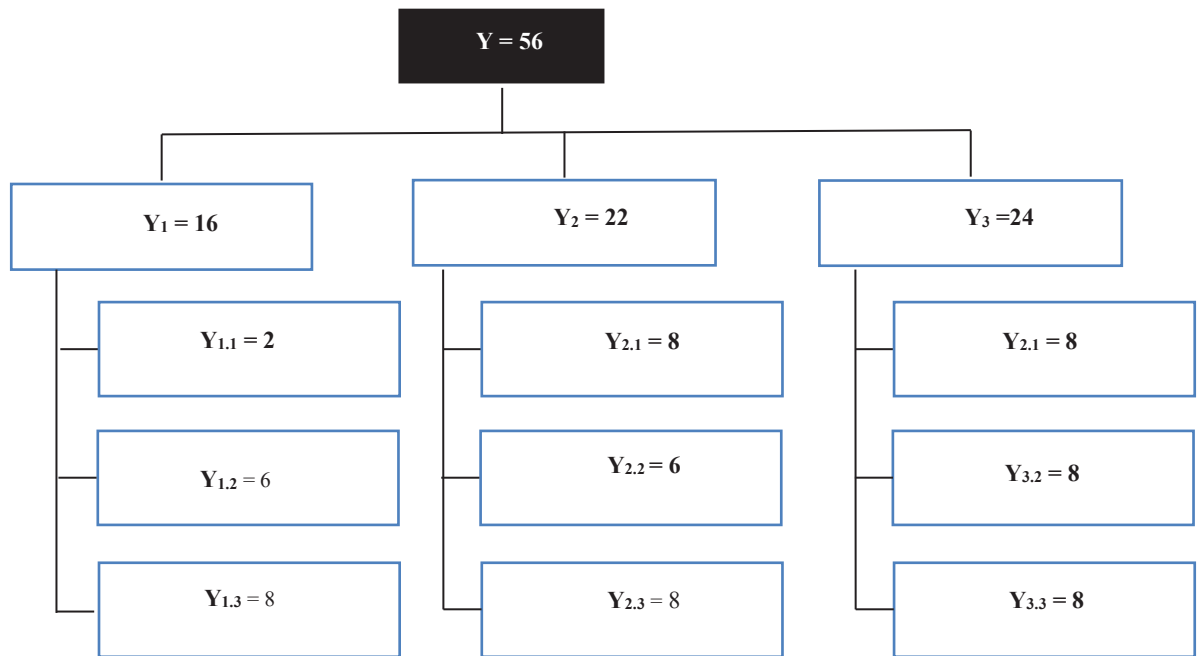 Y = 56
Y₁ = 16
Y₂ = 22
Y₃ =24
Y₁.₁ = 2
Y₂.₁ = 8
Y₂.₁ = 8
Y₁.₂ = 6
Y₂.₂ = 6
Y₃.₂ = 8
Y₁.₃ = 8
Y₂.₃ = 8
Y₃.₃ = 8